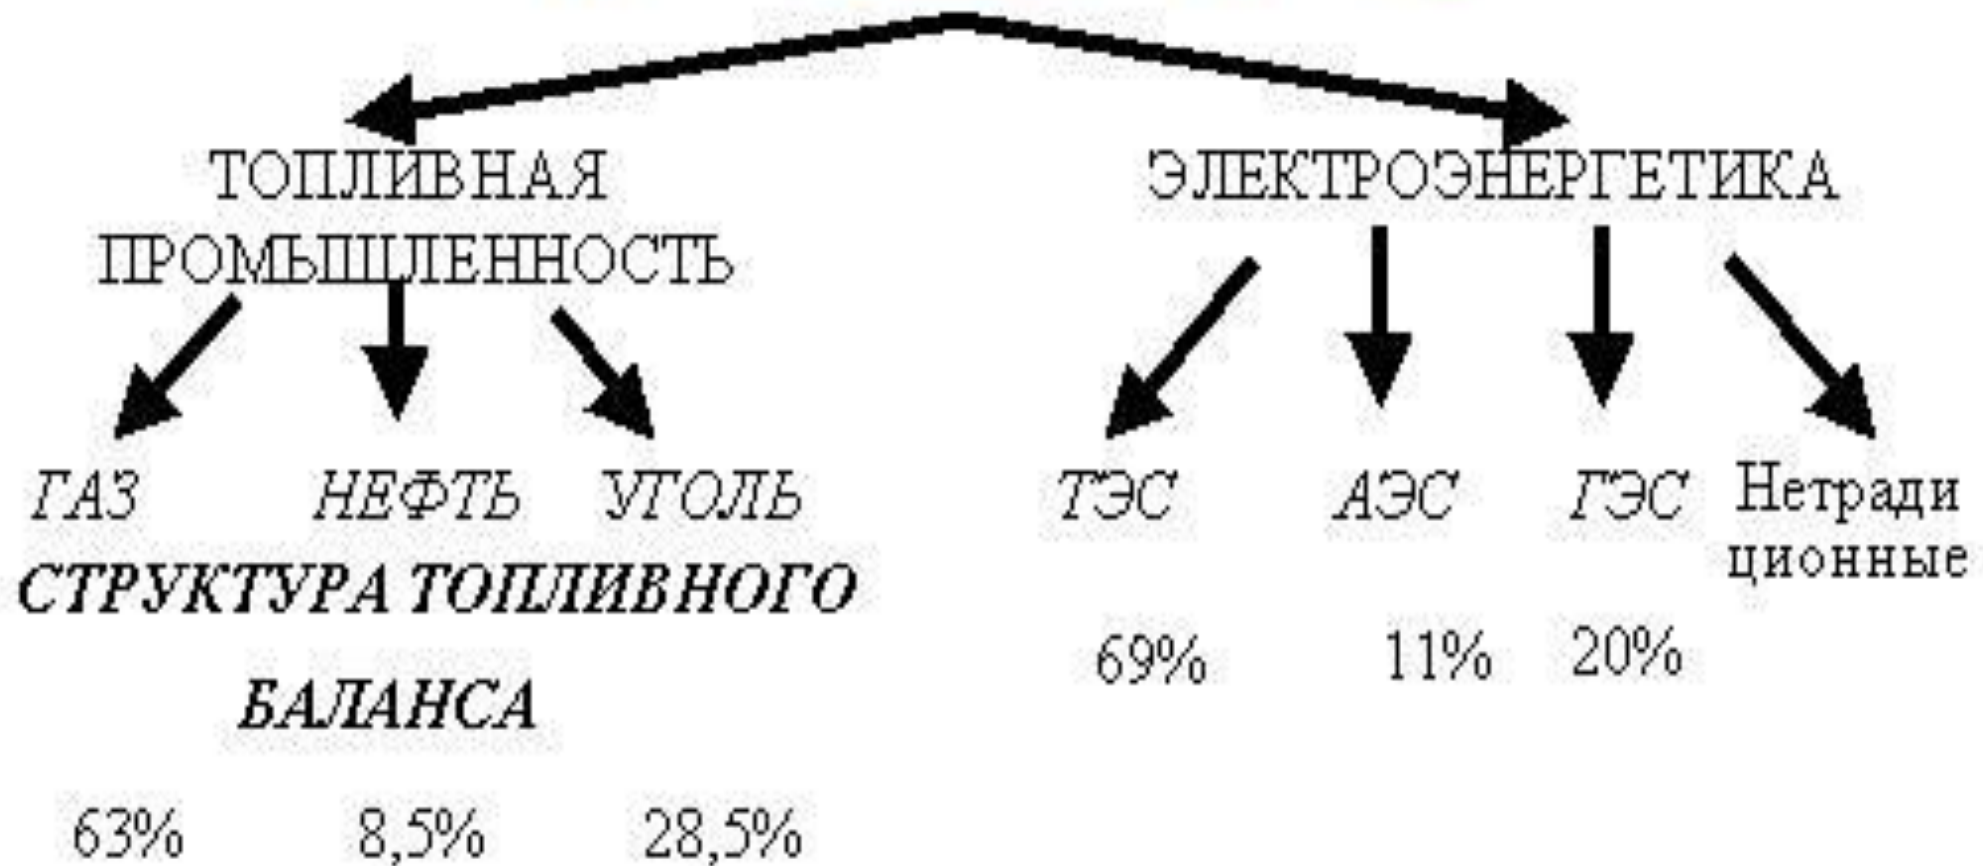 ТОПЛИВНАЯ
ПРОМЫШЛЕННОСТЬ
ГАЗ НЕФТЬ УГОЛЬ
СТРУКТУРА ТОПЛИВНОГО
БАЛАНСА
63% 8,5% 28,5%
ЭЛЕКТРОЭНЕРГЕТИКА
ТЭС АЭС ГЭС Нетради
ционные
69% 11% 20%